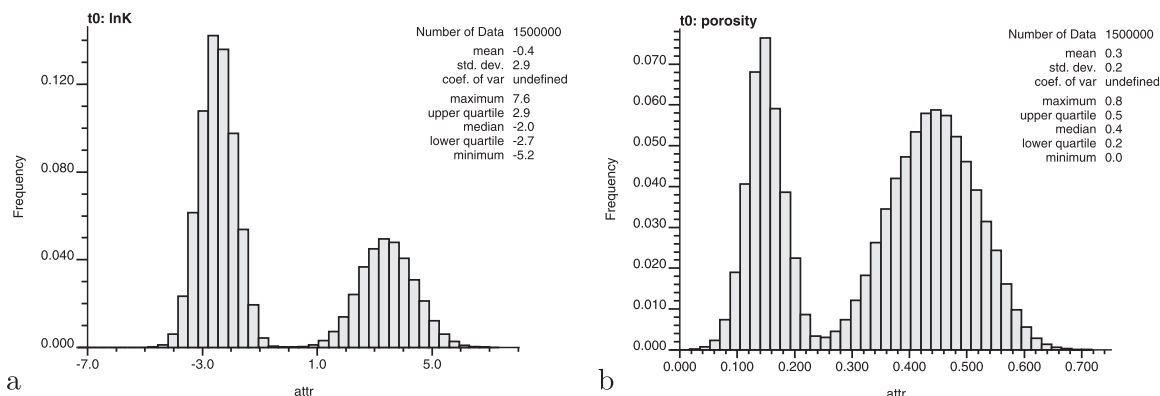 t0: lnK
Number of Data 1500000
mean -0.4
std. dev. 2.9
coef. of var undefined
maximum 7.6
upper quartile 2.9
median -2.0
lower quartile -2.7
minimum -5.2
Frequency
0.120
0.080
0.040
0.000
-7.0 -3.0 1.0 5.0
attr
a
t0: porosity
Number of Data 1500000
mean 0.3
std. dev. 0.2
coef. of var undefined
maximum 0.8
upper quartile 0.5
median 0.4
lower quartile 0.2
minimum 0.0
Frequency
0.070
0.060
0.050
0.040
0.030
0.020
0.010
0.000
0.000 0.100 0.200 0.300 0.400 0.500 0.600 0.700
attr
b